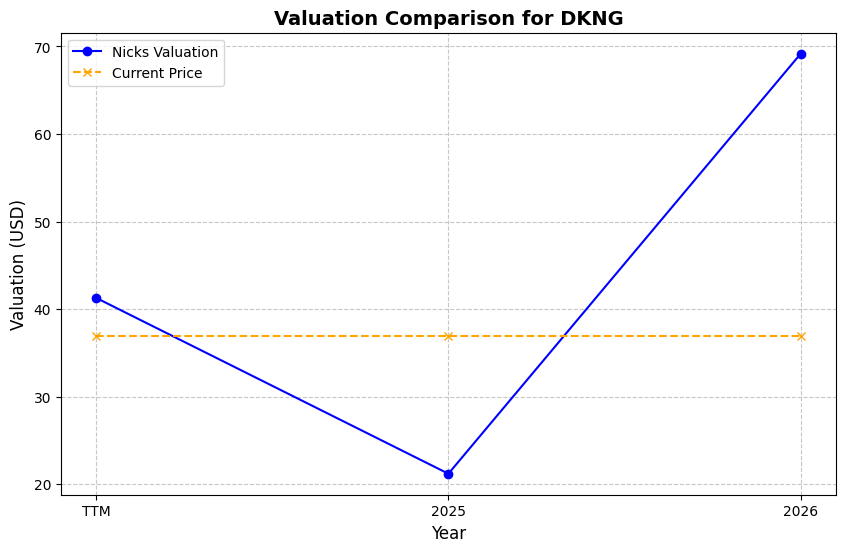 Valuation Comparison for DKNG
Nicks Valuation
Current Price
Valuation (USD)
70
60
50
40
30
20
TTM
2025
2026
Year